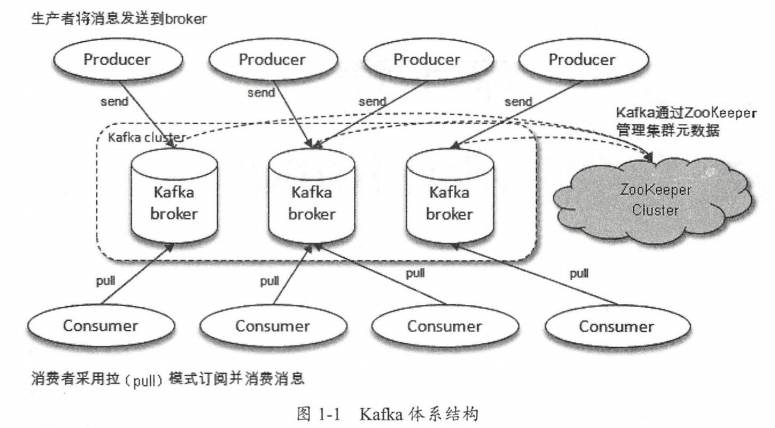 生产者将消息发送到broker
Producer
Producer
Producer
Producer
send
send
send
send
Kafka通过ZooKeeper
管理集群元数据
Kafka cluster
Kafka
broker
Kafka
broker
Kafka
broker
ZooKeeper
Cluster
pull
pull
pull
pull
Consumer
Consumer
Consumer
Consumer
消费者采用拉（pull）模式订阅并消费消息
图 1-1 Kafka 体系结构